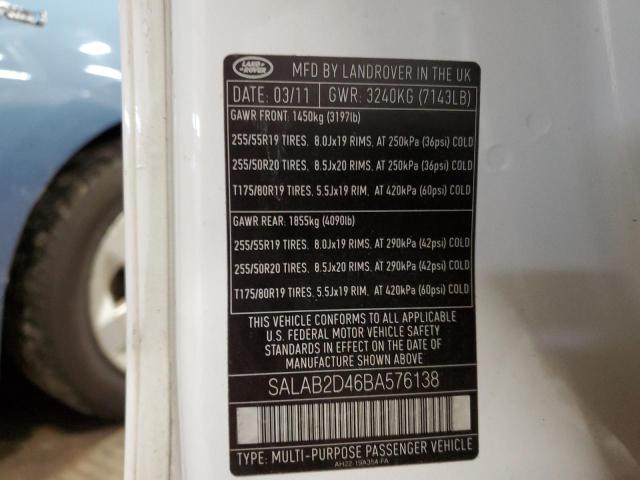 LAND ROVER
MFD BY LANDROVER IN THE UK
DATE: 03/11 GWR: 3240KG (7143LB)
GAWR FRONT: 1450kg (3197lb)
255/55R19 TIRES, 8.0Jx19 RIMS, AT 250kPa (36psi) COLD
255/50R20 TIRES, 8.5Jx20 RIMS, AT 250kPa (36psi) COLD
T175/80R19 TIRES, 5.5Jx19 RIM, AT 420kPa (60psi) COLD
GAWR REAR: 1855kg (4090lb)
255/55R19 TIRES, 8.0Jx19 RIMS, AT 290kPa (42psi) COLD
255/50R20 TIRES, 8.5Jx20 RIMS, AT 290kPa (42psi) COLD
T175/80R19 TIRES, 5.5Jx19 RIM, AT 420kPa (60psi) COLD
THIS VEHICLE CONFORMS TO ALL APPLICABLE
U.S. FEDERAL MOTOR VEHICLE SAFETY
STANDARDS IN EFFECT ON THE DATE OF
MANUFACTURE SHOWN ABOVE
SALAB2D46BA576138
TYPE: MULTI-PURPOSE PASSENGER VEHICLE
AH22-19A354-FA